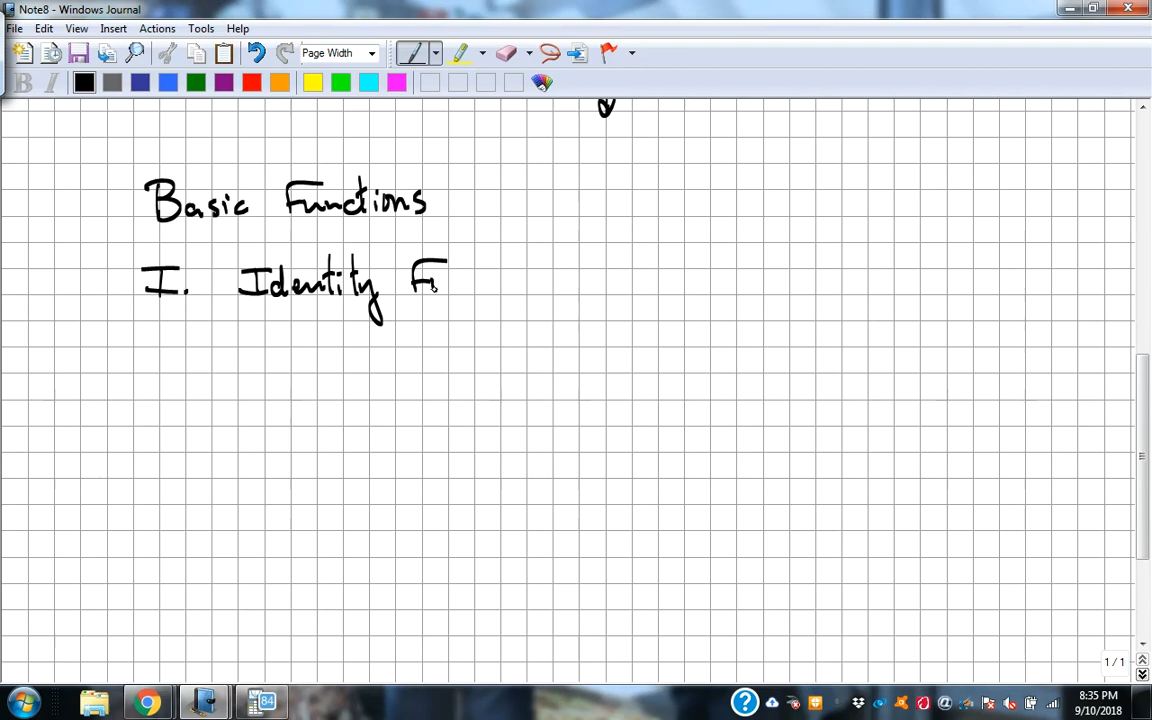 Note8 - Windows Journal
File Edit View Insert Actions Tools Help
Page Width
B I
Basic Functions
I. Identity F
1 / 1
84
8:35 PM
9/10/2018